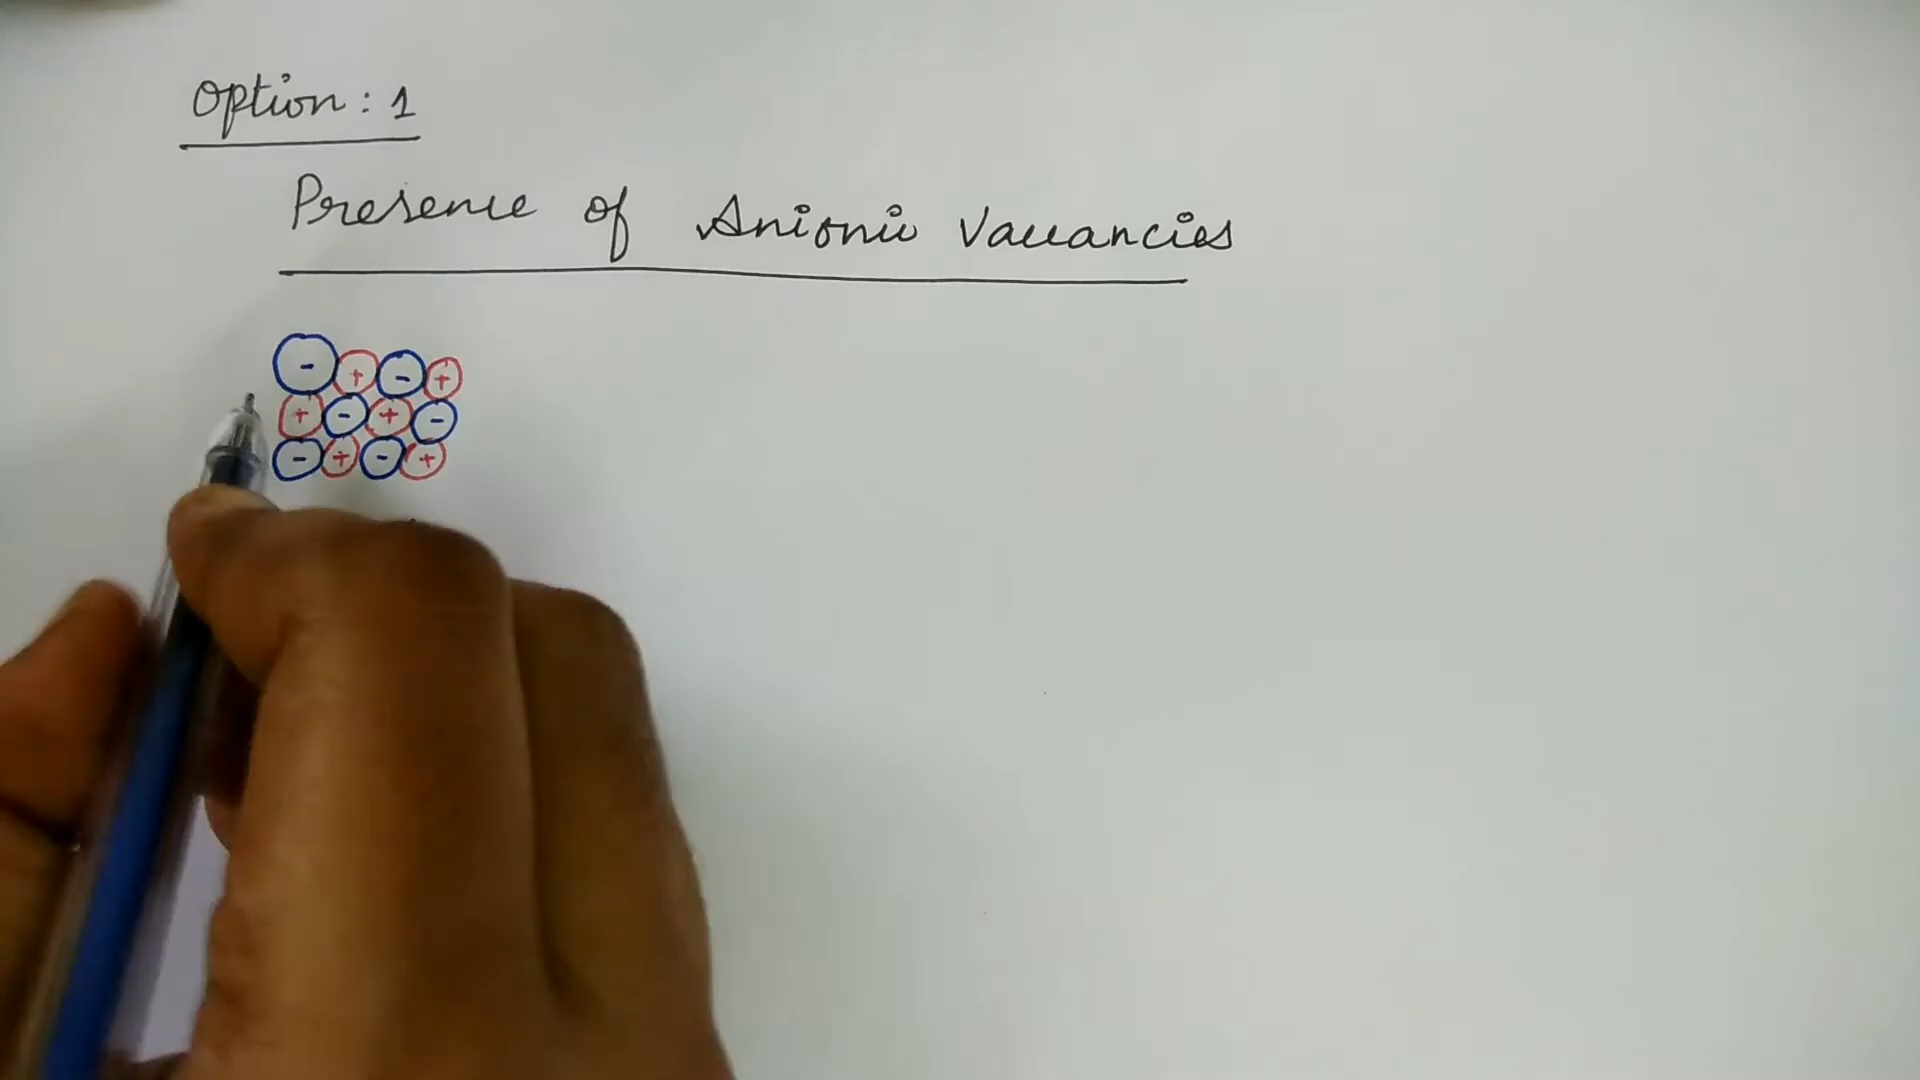 Option : 1
Presence of Anionic Vacancies
- + - +
+ - + -
- + - +